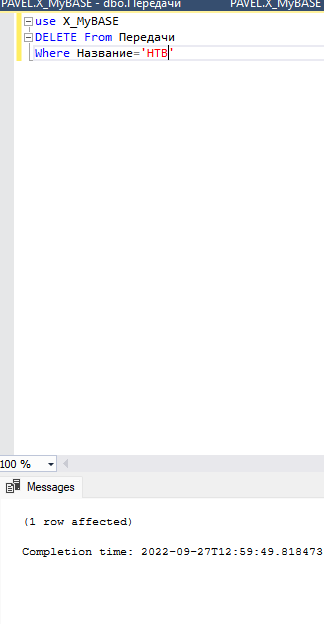 PAVEL.X_MyBASE - dbo.Передачи PAVEL.X_MyBASE
use X_MyBASE
DELETE From Передачи
Where Название='НТВ'
100 %
Messages
(1 row affected)
Completion time: 2022-09-27T12:59:49.818473